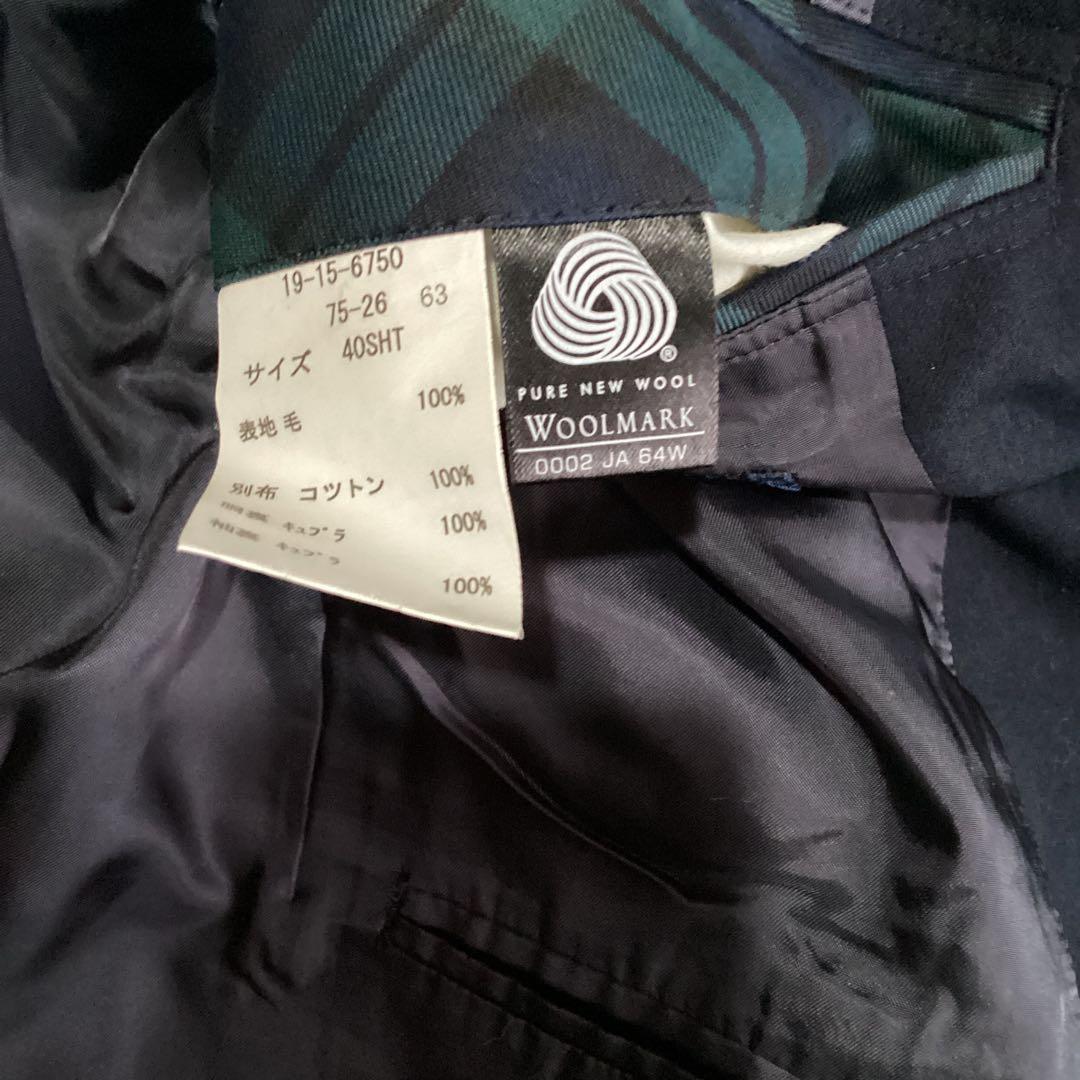 19-15-6750
75-26 63
サイズ 40SHT
表地 毛 100%
別布 コツトン 100%
キュプラ 100%
キュプラ 100%
PURE NEW WOOL
WOOLMARK
0002 JA 64W